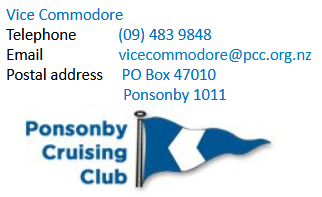 Vice Commodore
Telephone (09) 483 9848
Email vicecommodore@pcc.org.nz
Postal address PO Box 47010
Ponsonby 1011
Ponsonby
Cruising
Club